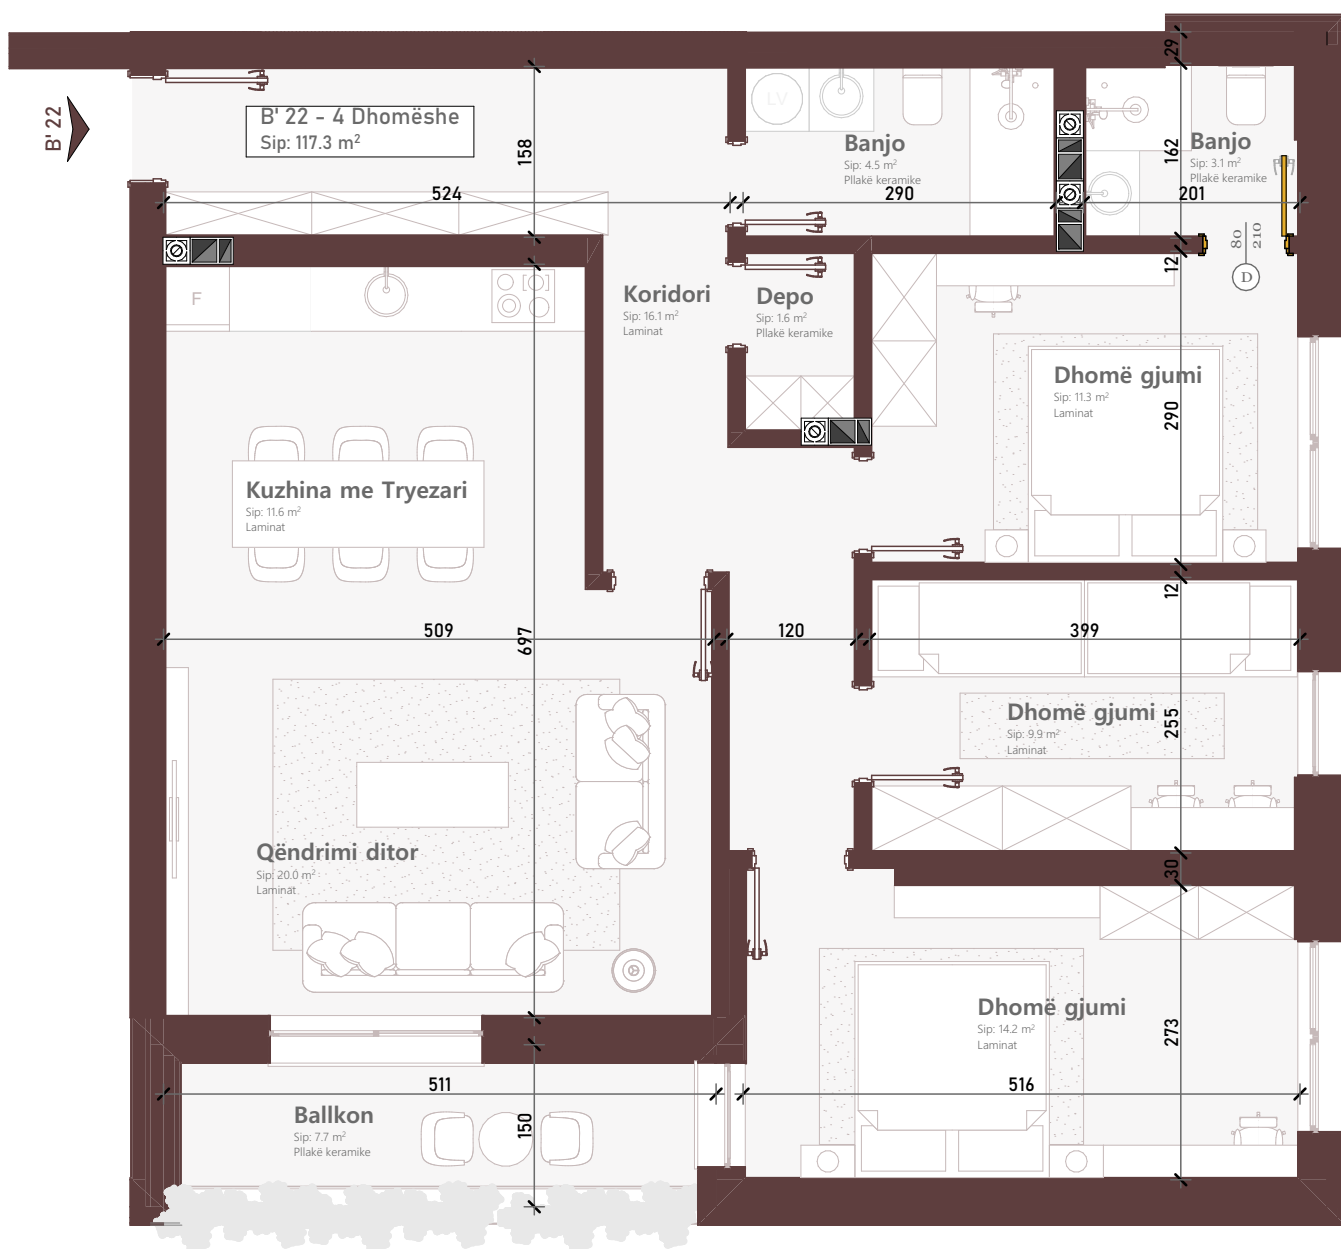 29
B' 22
B' 22 - 4 Dhomëshe
Sip: 117.3 m²
158
524
LV
Banjo
Sip: 4.5 m²
Pllakë keramike
290
162
Banjo
Sip: 3.1 m²
Pllakë keramike
201
80
210
D
12
F
Koridori
Sip: 16.1 m²
Laminat
Depo
Sip: 1.6 m²
Pllakë keramike
Dhomë gjumi
Sip: 11.3 m²
Laminat
290
Kuzhina me Tryezari
Sip: 11.6 m²
Laminat
12
509
697
120
399
Dhomë gjumi
Sip: 9.9 m²
Laminat
255
Qëndrimi ditor
Sip: 20.0 m²
Laminat
30
Dhomë gjumi
Sip: 14.2 m²
Laminat
273
511
516
Ballkon
Sip: 7.7 m²
Pllakë keramike
150